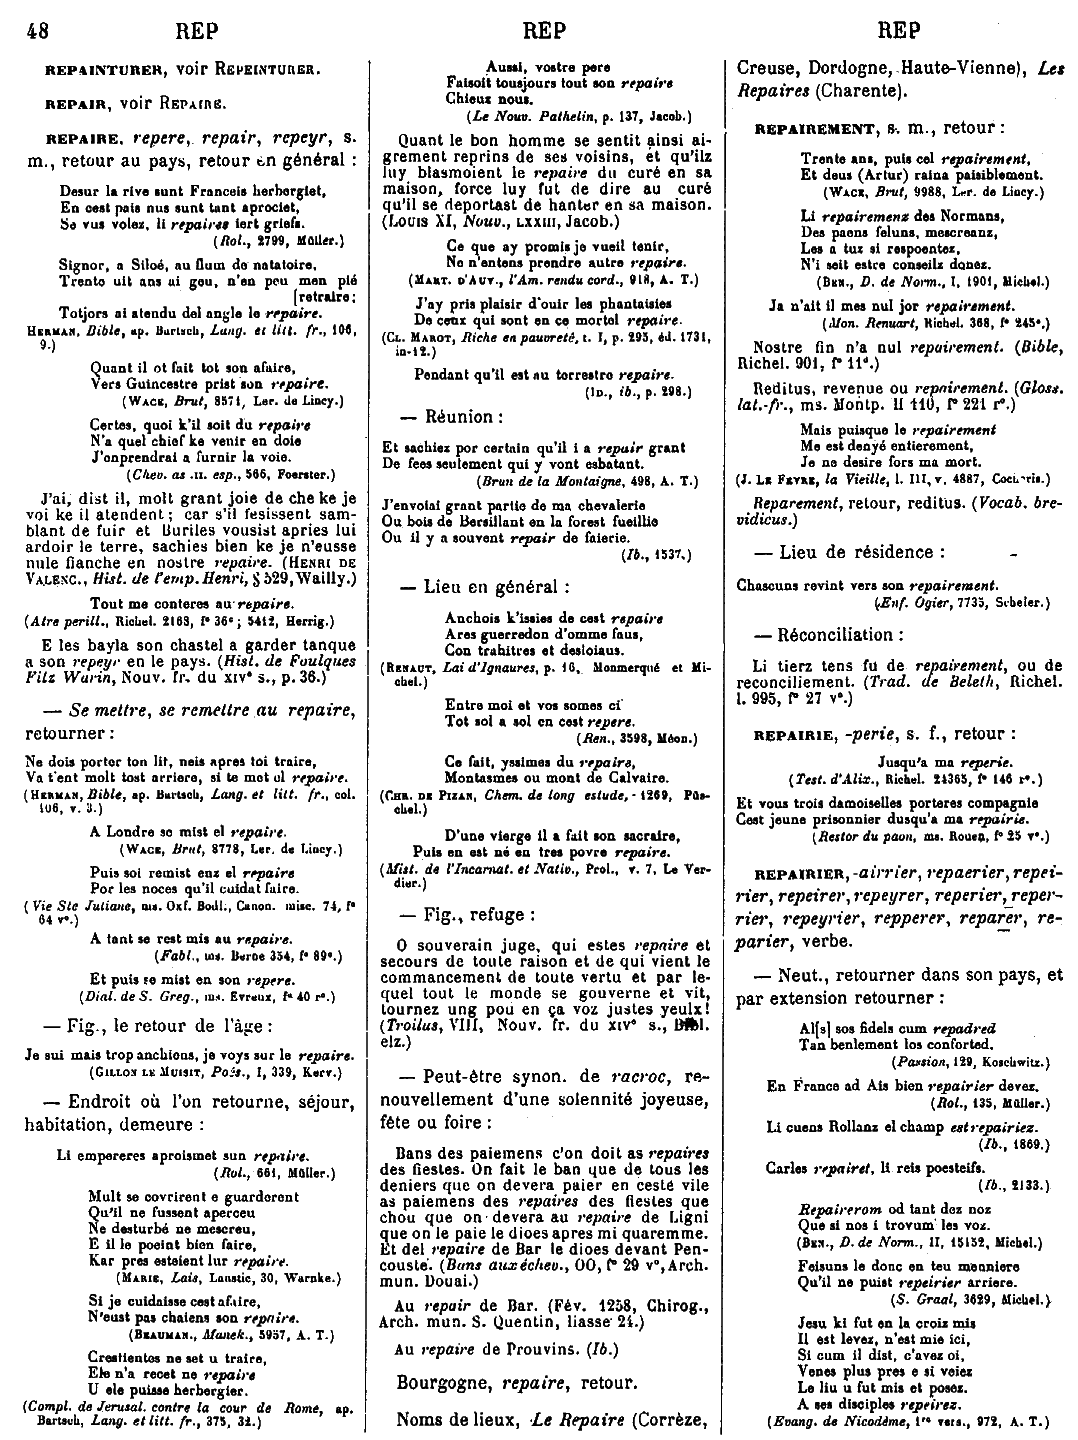 48 REP REP REP
REPAINTURER, voir REPEINTURER.
REPAIR, voir REPAIRE.
REPAIRE, repere, repair, repeyr, s.
m., retour au pays, retour en général :
Desur la rive sunt Franceis herbergiet,
En cest païs nus sunt tant aprociet,
Se vus volez, li repaires iert griefs.
(Rol., 2799, Müller.)
Signor, a Siloé, au flum de natatoire,
Trente uit ans ai geu, n'en peu men pié
[retraire;
Totjors ai atendu del angle le repaire.
HERMAN, Bible, ap. Bartsch, Lang. et litt. fr., 106,
9.)
Quant il ot fait tot son afaire,
Vers Guincestre prist son repaire.
(WACE, Brut, 8571, Ler. de Lincy.)
Certes, quoi k'il soit du repaire
N'a quel chief ke venir en doie
J'enprendrai a furnir la voie.
(Chev. as .II. esp., 566, Foerster.)
J'ai, dist il, molt grant joie de che ke je
voi ke il atendent; car s'il fesissent sam-
blant de fuir et Buriles vousist apries lui
ardoir le terre, sachies bien ke je n'eusse
nule fianche en nostre repaire. (HENRI DE
VALENC., Hist. de l'emp. Henri, § 529, Wailly.)
Tout me conteres au repaire.
(Atre perill., Richel. 2168, f° 36c; 5412, Herrig.)
E les bayla son chastel a garder tanque
a son repeyr en le pays. (Hist. de Foulques
Filz Warin, Nouv. fr. du XIVe s., p. 36.)
— Se mettre, se remettre au repaire,
retourner :
Ne dois porter ton lit, neis apres toi traire,
Va t'ent molt tost arriere, si te met ol repaire.
(HERMAN, Bible, ap. Bartsch, Lang. et litt. fr., col.
106, v. 3.)
A Londre se mist el repaire.
(WACE, Brut, 8778, Ler. de Lincy.)
Puis soi remist enz el repaire
Por les noces qu'il cuidat faire.
(Vie Ste Juliane, ms. Oxf. Bodl., Canon. misc. 74, f°
64 v°.)
A tant se rest mis au repaire.
(Fabl., ms. Berne 354, f° 89c.)
Et puis se mist en son repere.
(Dial. de S. Greg., ms. Evreux, f° 40 r°.)
— Fig., le retour de l'âge :
Je sui mais trop anchions, je voys sur le repaire.
(GILLON LE MUISIT, Poés., I, 339, Kerv.)
— Endroit où l'on retourne, séjour,
habitation, demeure :
Li empereres aproismet sun repaire.
(Rol., 661, Müller.)
Mult se covrirent e guarderent
Qu'il ne fussent aperceu
Ne desturbé ne mescreu,
E il le poeint bien faire,
Kar pres esteient lur repaire.
(MARIE, Lais, Laustic, 30, Warnke.)
Si je cuidaisse cest afaire,
N'eust pas chaiens son repaire.
(BEAUMAN., Manek., 5957, A. T.)
Crestientes ne set u traire,
Ele n'a recet ne repaire
U ele puisse herbergier.
(Compl. de Jerusal. contre la cour de Rome, ap.
Bartsch, Lang. et litt. fr., 375, 32.)
Aussi, vostre pere
Faisoit tousjours tout son repaire
Chieuz nous.
(Le Nouv. Pathelin, p. 137, Jacob.)
Quant le bon homme se sentit ainsi ai-
grement reprins de ses voisins, et qu'ilz
luy blasmoient le repaire du curé en sa
maison, force luy fut de dire au curé
qu'il se deportast de hanter en sa maison.
(LOUIS XI, Nouv., LXXIII, Jacob.)
Ce que ay promis je vueil tenir,
Ne n'entens prendre autre repaire.
(MART. D'AUV., l'Am. rendu cord., 918, A. T.)
J'ay pris plaisir d'ouir les phantaisies
De ceux qui sont en ce mortel repaire.
(CL. MAROT, Riche en pauvreté, t. I, p. 295, éd. 1731,
in-12.)
Pendant qu'il est au terrestre repaire.
(ID., ib., p. 298.)
— Réunion :
Et sachiez por certain qu'il i a repair grant
De fees seulement qui y vont esbatant.
(Brun de la Montaigne, 498, A. T.)
J'envoiai grant partie de ma chevalerie
Ou bois de Bersillant en la forest fueillie
Ou il y a souvent repair de faierie.
(Ib., 1537.)
— Lieu en général :
Anchois k'issies de cest repaire
Ares guerredon d'omme faus,
Con trahitres et desloiaus.
(RENAUT, Lai d'Ignaures, p. 16, Monmerqué et Mi-
chel.)
Entre moi et vos somes ci
Tot sol a sol en cest repere.
(Ren., 3598, Méon.)
Ce fait, yssimes du repaire,
Montasmes ou mont de Calvaire.
(CHR. DE PIZAN, Chem. de long estude, 1269, Püs-
chel.)
D'une vierge il a fait son sacraire,
Puis en est né en tres povre repaire.
(Mist. de l'Incarnat. et Nativ., Prol., v. 7, Le Ver-
dier.)
— Fig., refuge :
O souverain juge, qui estes repaire et
secours de toute raison et de qui vient le
commancement de toute vertu et par le-
quel tout le monde se gouverne et vit,
tournez ung pou en ça voz justes yeulx!
(Troilus, VIII, Nouv. fr. du XIVe s., Bibl.
elz.)
— Peut-être synon. de racroc, re-
nouvellement d'une solennité joyeuse,
fête ou foire :
Bans des paiemens c'on doit as repaires
des fiestes. On fait le ban que de tous les
deniers que on devera paier en cesté vile
as paiemens des repaires des fiestes que
chou que on devera au repaire de Ligni
que on le paie le dioes apres mi quaremme.
Et del repaire de Bar le dioes devant Pen-
cousté. (Bans aux échev., OO, f° 29 v°, Arch.
mun. Douai.)
Au repair de Bar. (Fév. 1258, Chirog.,
Arch. mun. S. Quentin, liasse 24.)
Au repaire de Prouvins. (Ib.)
Bourgogne, repaire, retour.
Noms de lieux, Le Repaire (Corrèze,
Creuse, Dordogne, Haute-Vienne), Les
Repaires (Charente).
REPAIREMENT, s. m., retour :
Trente ans, puis cel repairement,
Et deus (Artur) raina paisiblement.
(WACE, Brut, 9988, Ler. de Lincy.)
Li repairemenz des Normans,
Des paens feluns, mescreanz,
Les a tuz si respoentez,
N'i seit estre conseilz donez.
(BEN., D. de Norm., I, 1901, Michel.)
Ja n'ait il mes nul jor repairement.
(Mon. Renuart, Richel. 368, f° 245c.)
Nostre fin n'a nul repairement. (Bible,
Richel. 901, f° 11d.)
Reditus, revenue ou repairement. (Gloss.
lat.-fr., ms. Montp. H 110, f° 221 r°.)
Mais puisque le repairement
Me est denyé entierement,
Je ne desire fors ma mort.
(J. LE FEVRE, la Vieille, l. III, v. 4887, Cocheris.)
Reparement, retour, reditus. (Vocab. bre-
vidicus.)
— Lieu de résidence :
Chascuns revint vers son repairement.
(Enf. Ogier, 7735, Scheler.)
— Réconciliation :
Li tierz tens fu de repairement, ou de
reconciliement. (Trad. de Beleth, Richel.
l. 995, f° 27 v°.)
REPAIRIE, -perie, s. f., retour :
Jusqu'a ma reperie.
(Test. d'Alix., Richel. 24365, f° 146 r°.)
Et vous trois damoiselles porteres compagnie
Cest jeune prisonnier dusqu'a ma repairie.
(Restor du paon, ms. Rouen, f° 25 v°.)
REPAIRIER, -airrier, repaerier, repei-
rier, repeirer, repeyrer, reperier, reper-
rier, repeyrier, repperer, reparer, re-
parier, verbe.
— Neut., retourner dans son pays, et
par extension retourner :
Al[s] sos fidels cum repadred
Tan benlement los conforted.
(Passion, 129, Koschwitz.)
En France ad Ais bien repairier devez.
(Rol., 135, Müller.)
Li cuens Rollanz el champ est repairiez.
(Ib., 1869.)
Carles repairet, li reis poesteifs.
(Ib., 2133.)
Repairerom od tant dez noz
Que si nos i trovum les voz.
(BEN., D. de Norm., II, 15152, Michel.)
Feisuns le donc en teu menniere
Qu'il ne puist repeirier arriere.
(S. Graal, 3629, Michel.)
Jesu ki fut en la croiz mis
Il est levez, n'est mie ici,
Si cum il dist, c'avez oi,
Venes plus pres e si veiez
Le liu u fut mis et posez.
A ses disciples repeirez.
(Evang. de Nicodème, 1re vers., 972, A. T.)